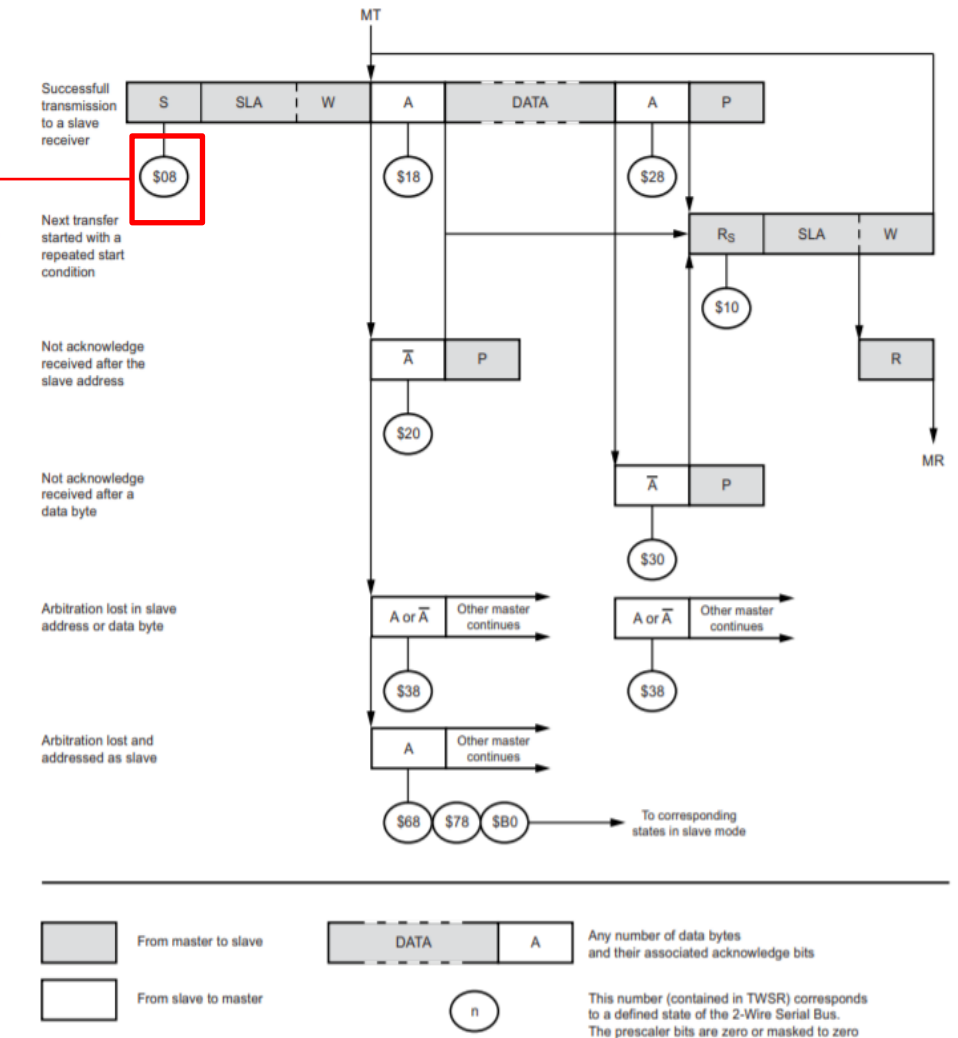 MT
Successfull
transmission
to a slave
receiver
S SLA W A DATA A P
$08 $18 $28
Next transfer
started with a
repeated start
condition
RS SLA W
$10
Not acknowledge
received after the
slave address
A̅ P
R
$20
MR
Not acknowledge
received after a
data byte
A̅ P
$30
Arbitration lost in slave
address or data byte
A or A̅ Other master
continues
A or A̅ Other master
continues
$38 $38
Arbitration lost and
addressed as slave
A Other master
continues
$68 $78 $B0
To corresponding
states in slave mode
From master to slave
DATA A
Any number of data bytes
and their associated acknowledge bits
From slave to master
n
This number (contained in TWSR) corresponds
to a defined state of the 2-Wire Serial Bus.
The prescaler bits are zero or masked to zero